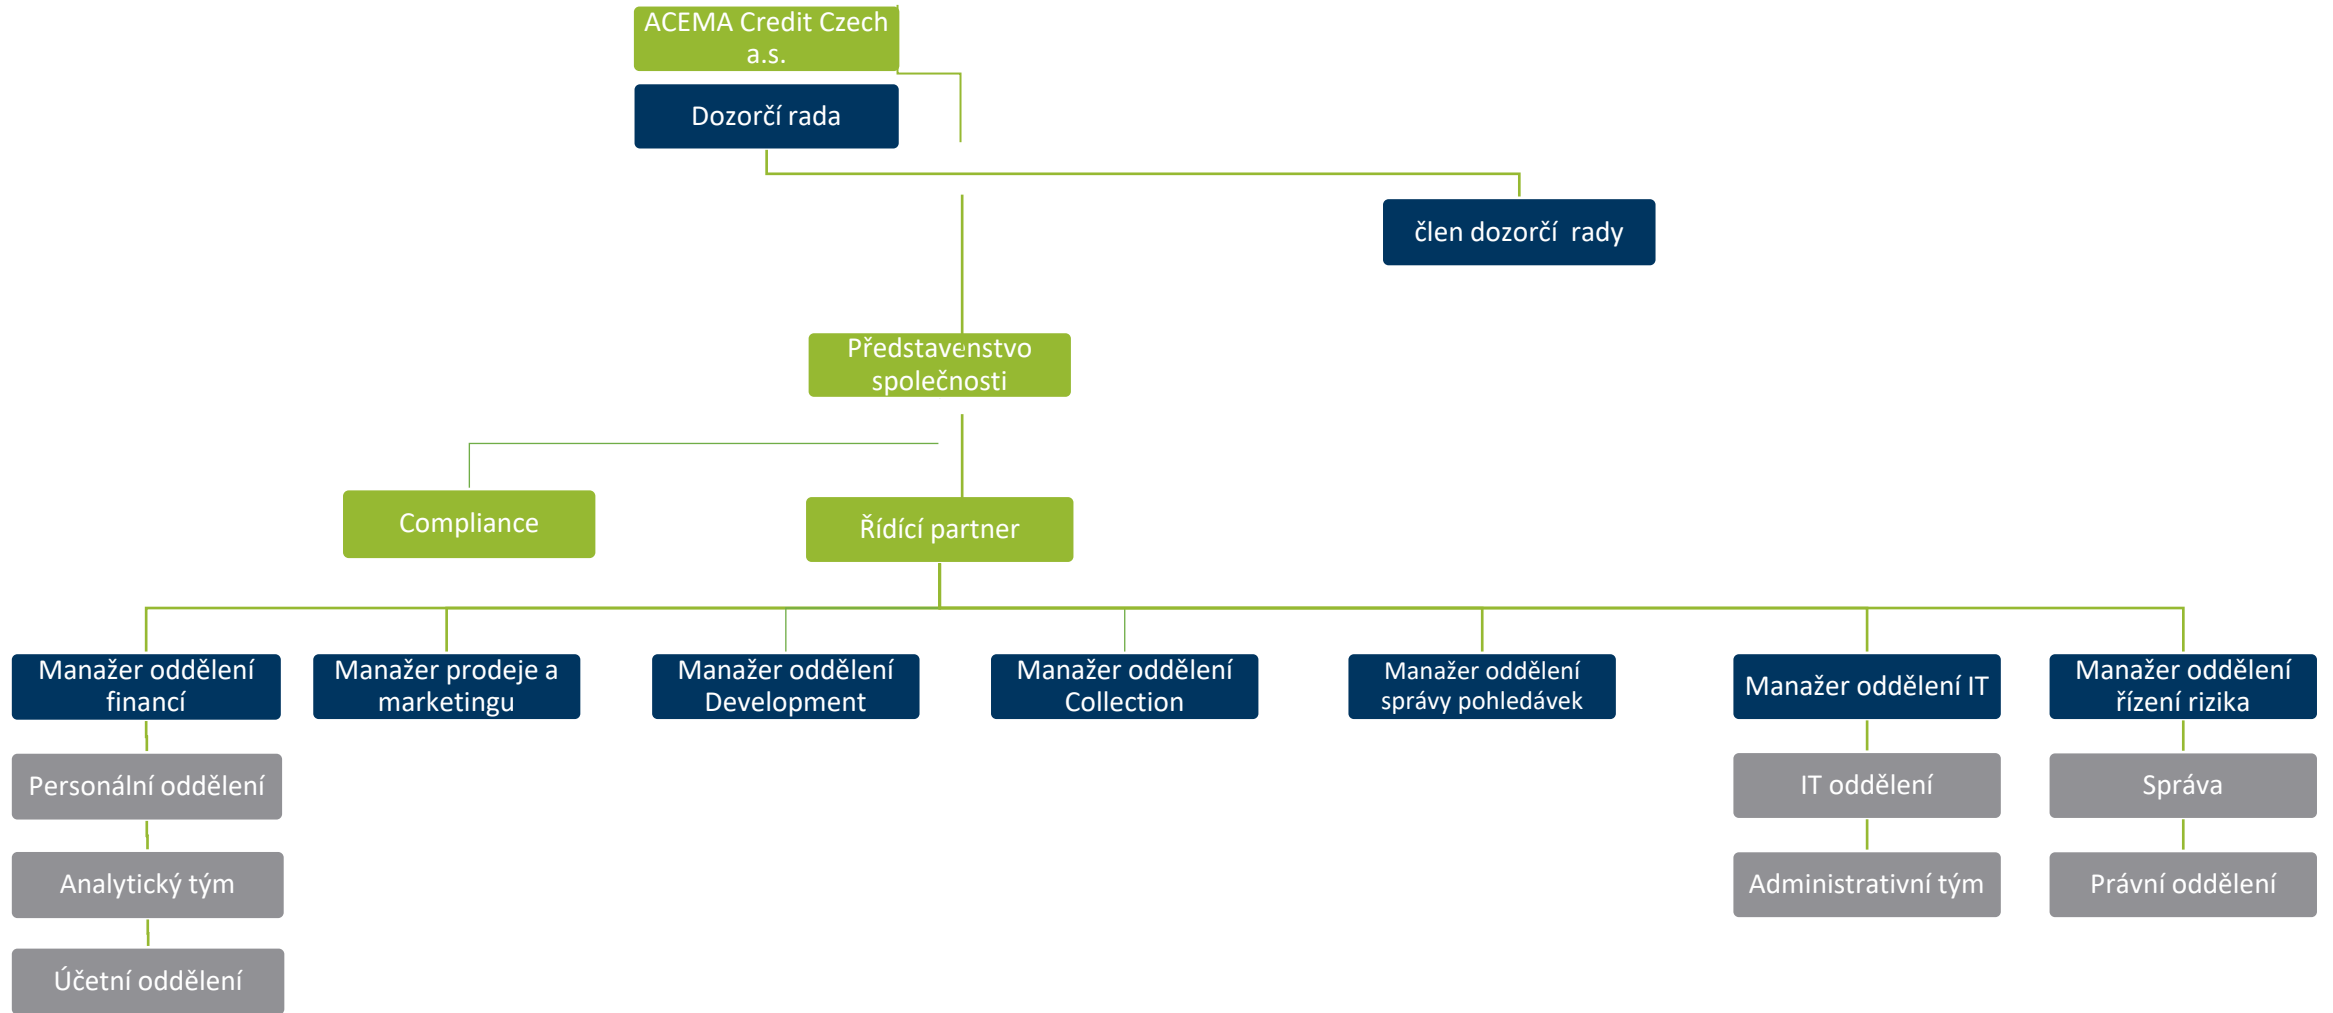 ACEMA Credit Czech
a.s.
Dozorčí rada
člen dozorčí rady
Představenstvo
společnosti
Compliance
Řídící partner
Manažer oddělení
financí
Manažer prodeje a
marketingu
Manažer oddělení
Development
Manažer oddělení
Collection
Manažer oddělení
správy pohledávek
Manažer oddělení IT
Manažer oddělení
řízení rizika
Personální oddělení
IT oddělení
Správa
Analytický tým
Administrativní tým
Právní oddělení
Účetní oddělení